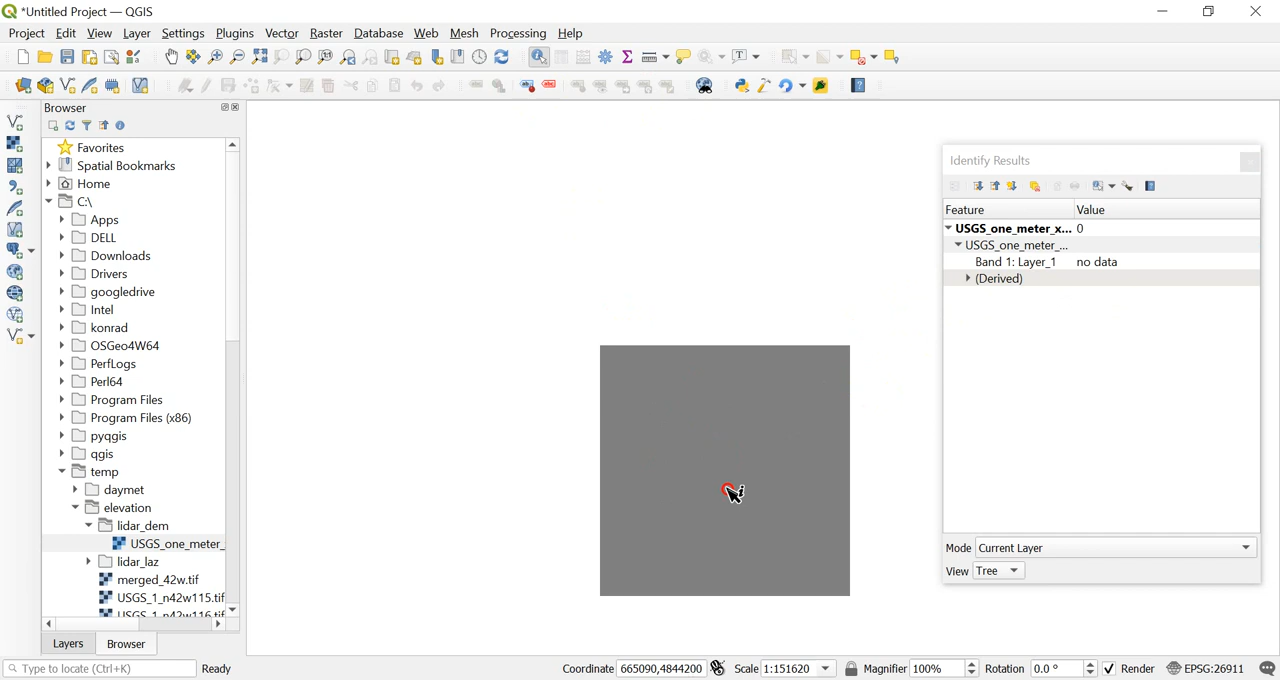 *Untitled Project — QGIS
Project Edit View Layer Settings Plugins Vector Raster Database Web Mesh Processing Help
Browser
Favorites
Spatial Bookmarks
Home
C:\
Apps
DELL
Downloads
Drivers
googledrive
Intel
konrad
OSGeo4W64
PerfLogs
Perl64
Program Files
Program Files (x86)
pyqgis
qgis
temp
daymet
elevation
lidar_dem
USGS_one_meter_
lidar_laz
merged_42w.tif
USGS_1_n42w115.tif
USGS_1_n42w116.tif
Layers Browser
Identify Results
Feature Value
USGS_one_meter_x... 0
USGS_one_meter_...
Band 1: Layer_1 no data
(Derived)
Mode Current Layer
View Tree
Type to locate (Ctrl+K) Ready Coordinate 665090,4844200 Scale 1:151620 Magnifier 100% Rotation 0.0 ° Render EPSG:26911